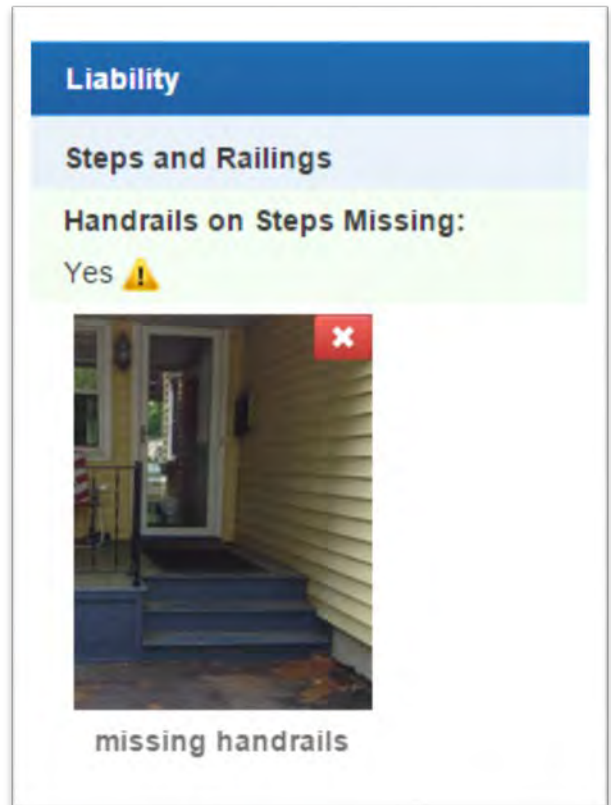 Liability
Steps and Railings
Handrails on Steps Missing:
Yes
missing handrails